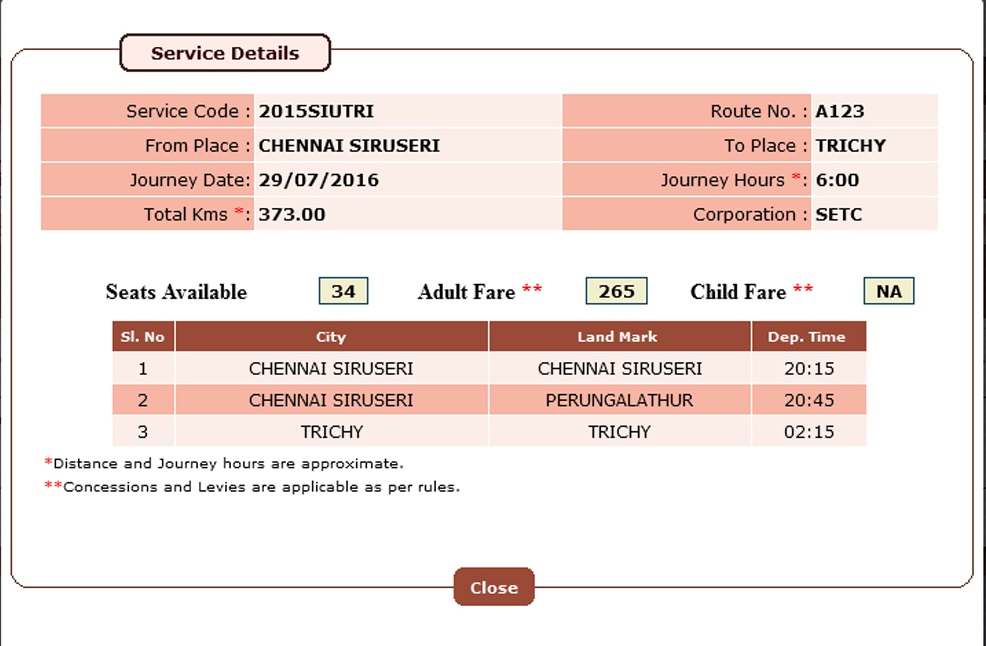 Service Details
Service Code : 2015SIUTRI Route No. : A123
From Place : CHENNAI SIRUSERI To Place : TRICHY
Journey Date: 29/07/2016 Journey Hours *: 6:00
Total Kms *: 373.00 Corporation : SETC
Seats Available 34 Adult Fare ** 265 Child Fare ** NA
Sl. No City Land Mark Dep. Time
1 CHENNAI SIRUSERI CHENNAI SIRUSERI 20:15
2 CHENNAI SIRUSERI PERUNGALATHUR 20:45
3 TRICHY TRICHY 02:15
*Distance and Journey hours are approximate.
**Concessions and Levies are applicable as per rules.
Close